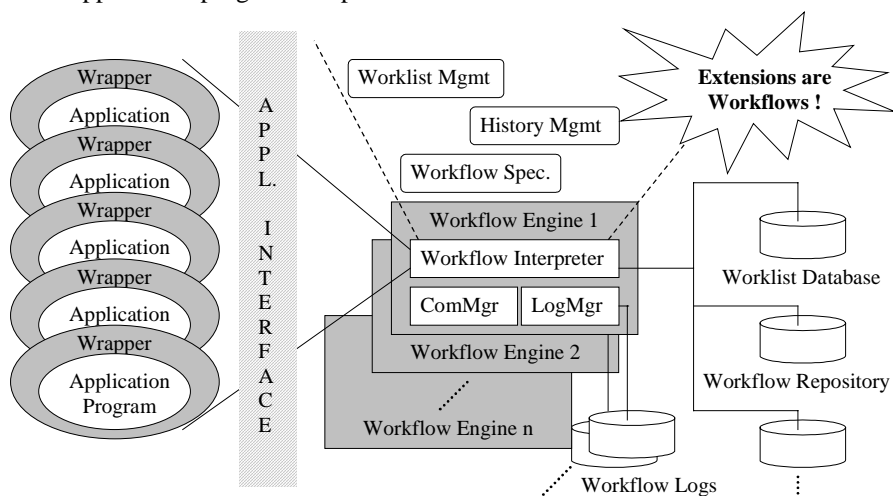 Wrapper
Application
Wrapper
Application
Wrapper
Application
Wrapper
Application
Wrapper
Application
Program
APPL. INTERFACE
Worklist Mgmt
History Mgmt
Workflow Spec.
Extensions are
Workflows !
Workflow Engine 1
Workflow Interpreter
ComMgr
LogMgr
Workflow Engine 2
Workflow Engine n
Worklist Database
Workflow Repository
Workflow Logs